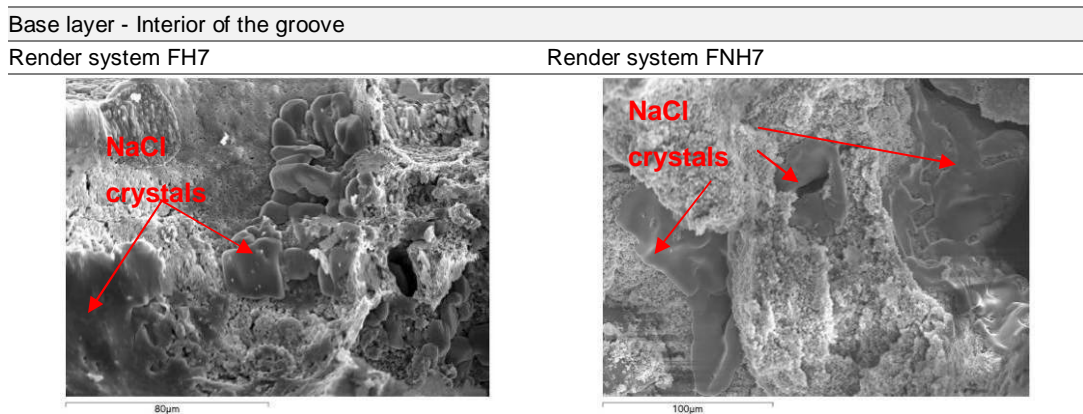 Base layer - Interior of the groove
Render system FH7 Render system FNH7
NaCl
crystals
NaCl
crystals
80µm
100µm